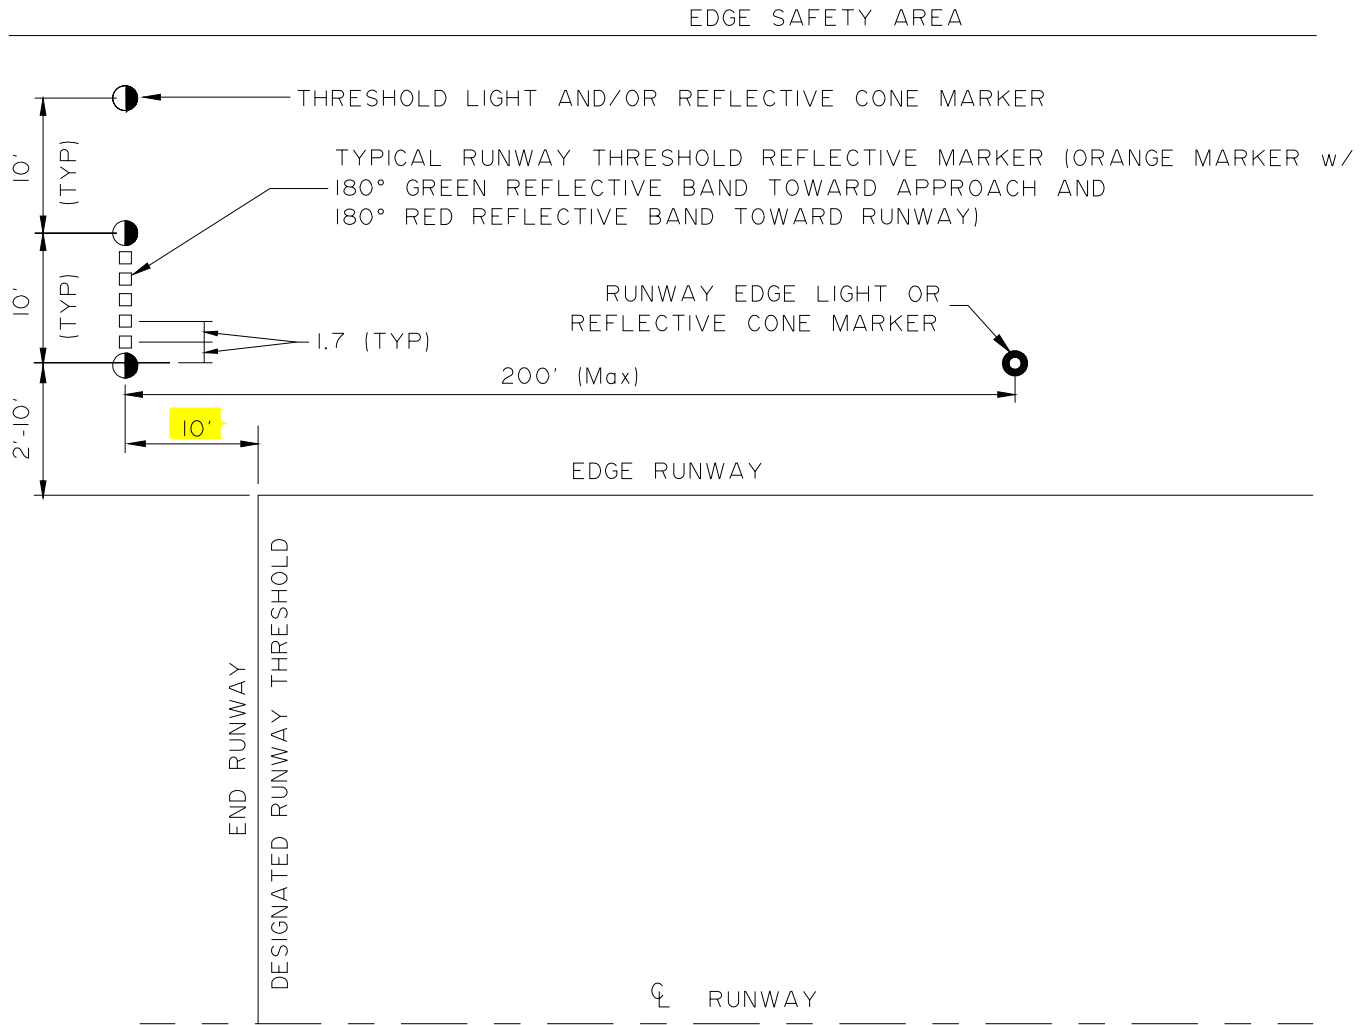 EDGE SAFETY AREA
THRESHOLD LIGHT AND/OR REFLECTIVE CONE MARKER
10'
(TYP)
TYPICAL RUNWAY THRESHOLD REFLECTIVE MARKER (ORANGE MARKER w/
180° GREEN REFLECTIVE BAND TOWARD APPROACH AND
180° RED REFLECTIVE BAND TOWARD RUNWAY)
10'
(TYP)
RUNWAY EDGE LIGHT OR
REFLECTIVE CONE MARKER
1.7 (TYP)
200' (Max)
2'-10'
10'
EDGE RUNWAY
END RUNWAY
DESIGNATED RUNWAY THRESHOLD
℄ RUNWAY